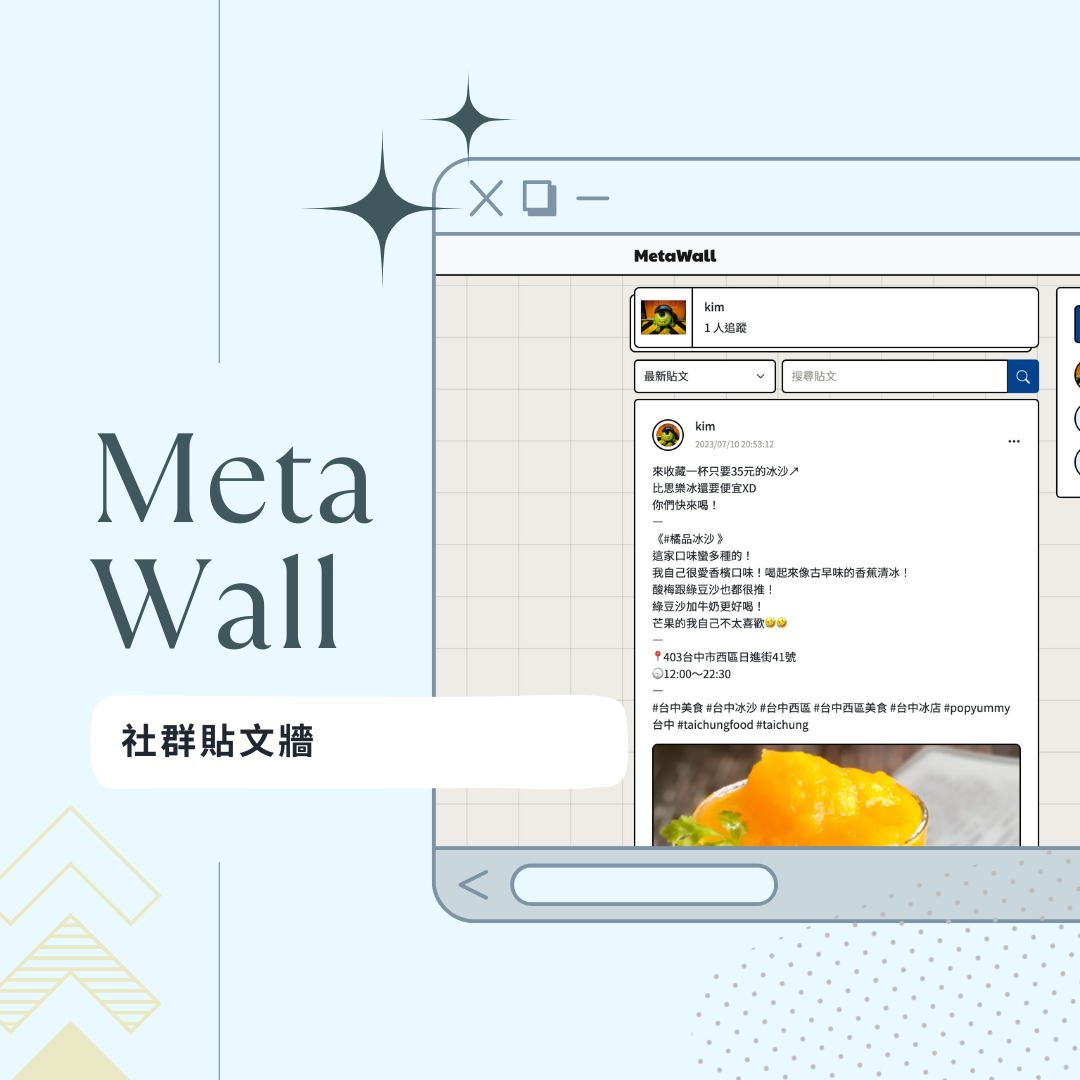 Meta
Wall
社群貼文牆
MetaWall
kim
1 人追蹤
最新貼文
搜尋貼文
kim
2023/07/10 20:53:12
來收藏一杯只要35元的冰沙↗
比思樂冰還要便宜XD
你們快來喝！
—
《#橘品冰沙 》
這家口味蠻多種的！
我自己很愛香檳口味！喝起來像古早味的香蕉清冰！
酸梅跟綠豆沙也都很推！
綠豆沙加牛奶更好喝！
芒果的我自己不太喜歡🤣🤣
—
📍403台中市西區日進街41號
🕡12:00～22:30
—
#台中美食 #台中冰沙 #台中西區 #台中西區美食 #台中冰店 #popyummy
台中 #taichungfood #taichung